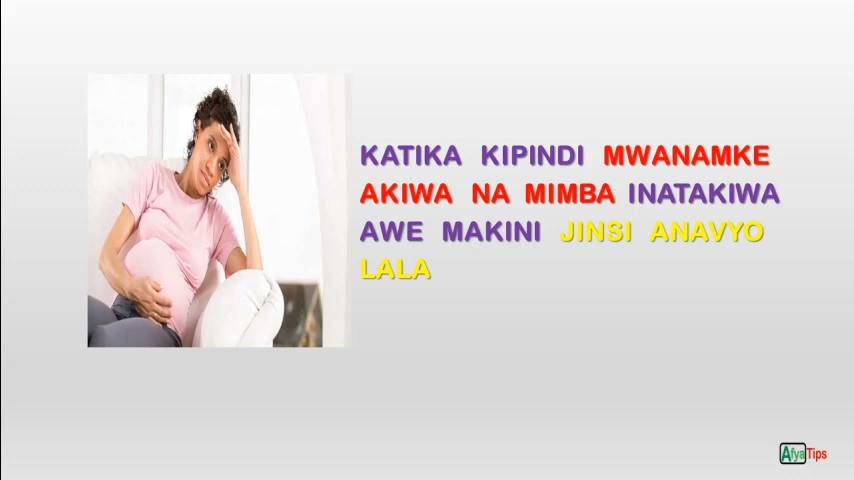 KATIKA KIPINDI MWANAMKE
AKIWA NA MIMBA INATAKIWA
AWE MAKINI JINSI ANAVYO
LALA
AfyaTips